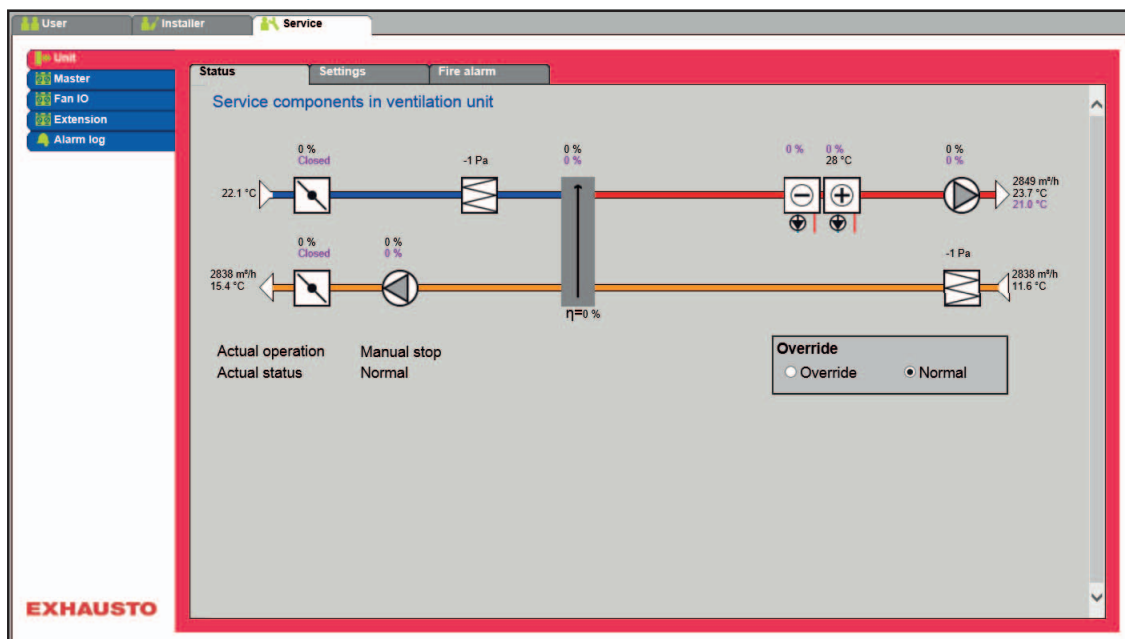 User
Installer
Service
Unit
Master
Fan IO
Extension
Alarm log
Status
Settings
Fire alarm
Service components in ventilation unit
0 %
Closed
-1 Pa
0 %
0 %
0 %
0 %
28 °C
0 %
0 %
22.1 °C
2849 m³/h
23.7 °C
21.0 °C
0 %
Closed
0 %
0 %
-1 Pa
2838 m³/h
15.4 °C
2838 m³/h
11.6 °C
η=0 %
Actual operation Manual stop
Actual status Normal
Override
Override Normal
EXHAUSTO